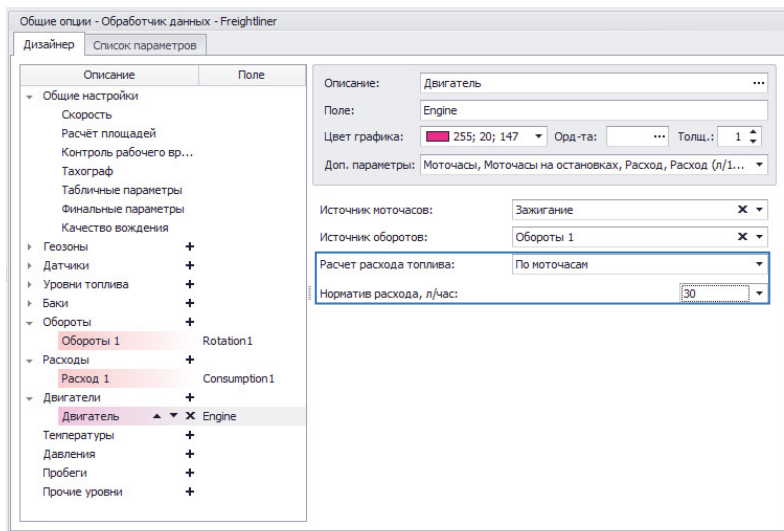 Общие опции - Обработчик данных - Freightliner
Дизайнер Список параметров
Описание Поле
Общие настройки
Скорость
Расчёт площадей
Контроль рабочего вр...
Тахограф
Табличные параметры
Финальные параметры
Качество вождения
Геозоны +
Датчики +
Уровни топлива +
Баки +
Обороты +
Обороты 1 Rotation1
Расходы +
Расход 1 Consumption1
Двигатели +
Двигатель Engine
Температуры +
Давления +
Пробеги +
Прочие уровни +
Описание: Двигатель ...
Поле: Engine
Цвет графика: 255; 20; 147 Орд-та: ... Толщ.: 1
Доп. параметры: Моточасы, Моточасы на остановках, Расход, Расход (л/1...
Источник моточасов: Зажигание
Источник оборотов: Обороты 1
Расчет расхода топлива: По моточасам
Норматив расхода, л/час: 30